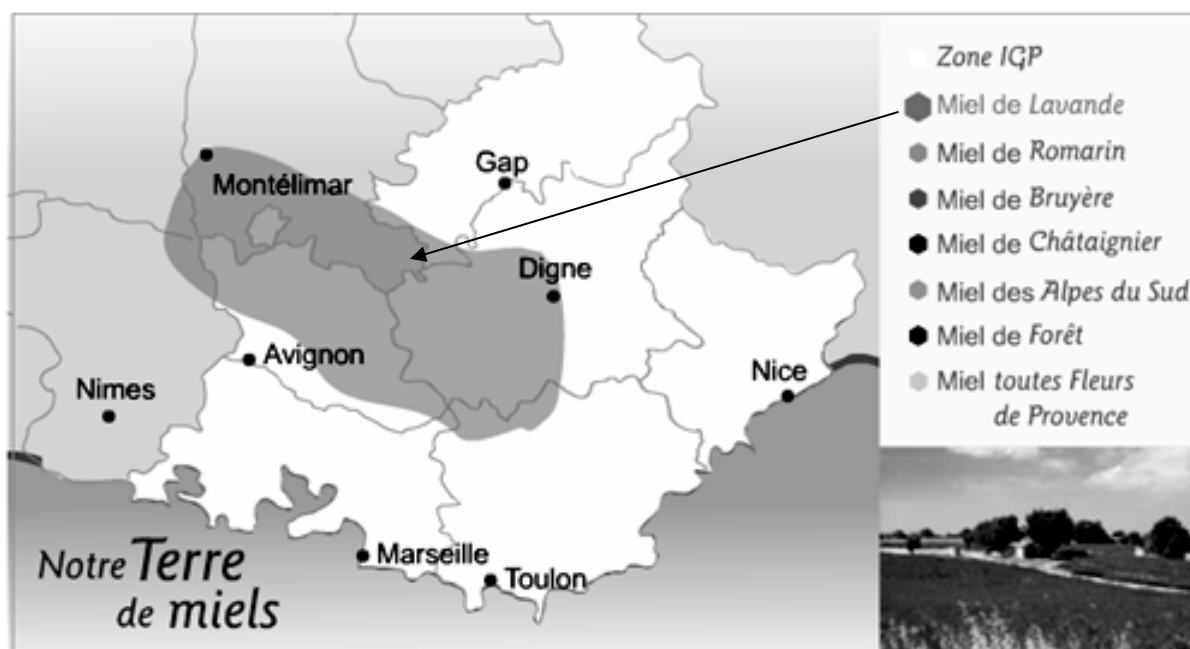 Zone IGP
Miel de Lavande
Miel de Romarin
Miel de Bruyère
Miel de Châtaignier
Miel des Alpes du Sud
Miel de Forêt
Miel toutes Fleurs
de Provence
Gap
Montélimar
Digne
Avignon
Nice
Nimes
Marseille
Toulon
Notre Terre
de miels